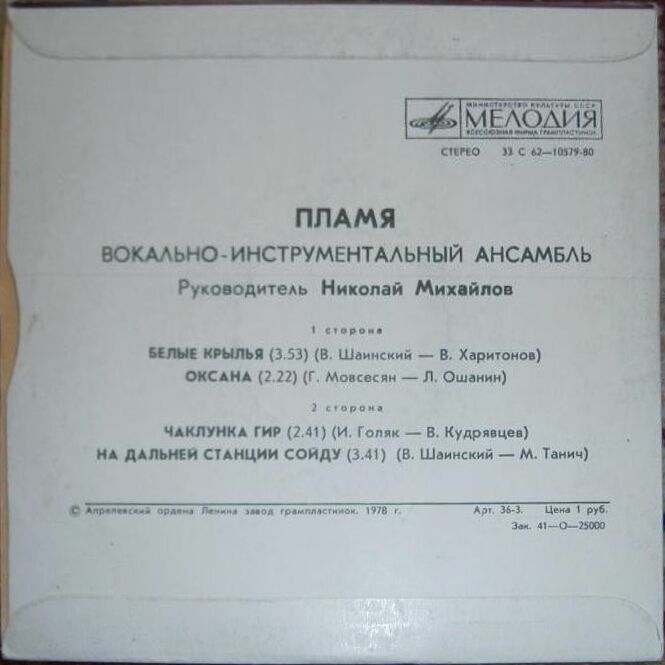 МИНИСТЕРСТВО КУЛЬТУРЫ СССР
МЕЛОДИЯ
ВСЕСОЮЗНАЯ ФИРМА ГРАМПЛАСТИНОК
СТЕРЕО 33 С 62—10579-80
ПЛАМЯ
ВОКАЛЬНО-ИНСТРУМЕНТАЛЬНЫЙ АНСАМБЛЬ
Руководитель Николай Михайлов
1 сторона
БЕЛЫЕ КРЫЛЬЯ (3.53) (В. Шаинский — В. Харитонов)
ОКСАНА (2.22) (Г. Мовсесян — Л. Ошанин)
2 сторона
ЧАКЛУНКА ГИР (2.41) (И. Голяк — В. Кудрявцев)
НА ДАЛЬНЕЙ СТАНЦИИ СОЙДУ (3.41) (В. Шаинский — М. Танич)
© Апрелевский ордена Ленина завод грампластинок. 1978 г. Арт. 36-3. Цена 1 руб.
Зак. 41—О—25000